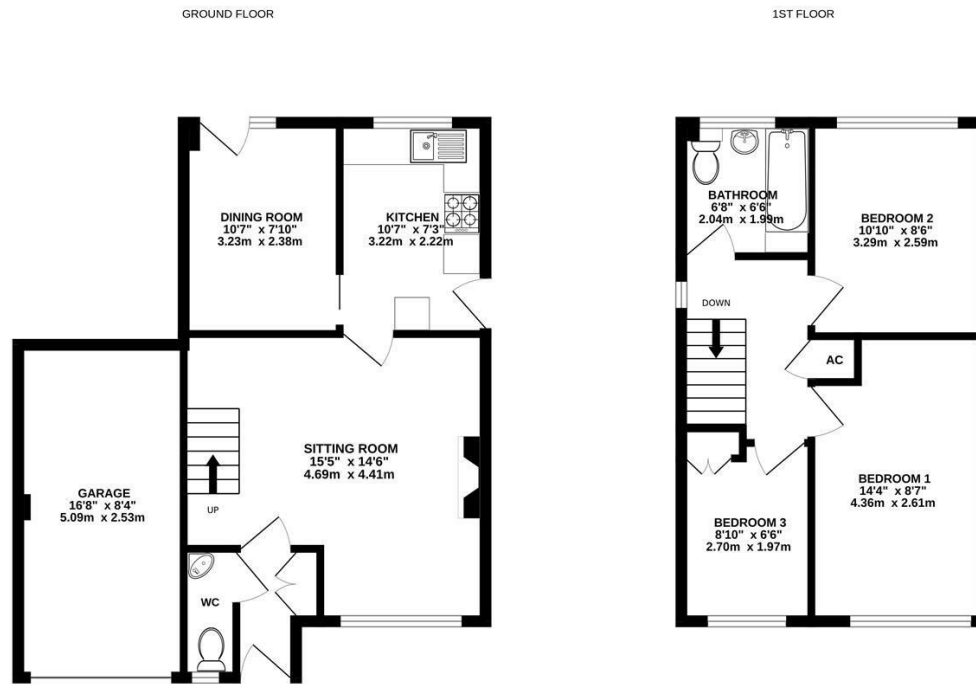 GROUND FLOOR
DINING ROOM
10'7" x 7'10"
3.23m x 2.38m
KITCHEN
10'7" x 7'3"
3.22m x 2.22m
SITTING ROOM
15'5" x 14'6"
4.69m x 4.41m
UP
GARAGE
16'8" x 8'4"
5.09m x 2.53m
WC
1ST FLOOR
BATHROOM
6'8" x 6'6"
2.04m x 1.99m
BEDROOM 2
10'10" x 8'6"
3.29m x 2.59m
DOWN
AC
BEDROOM 1
14'4" x 8'7"
4.36m x 2.61m
BEDROOM 3
8'10" x 6'6"
2.70m x 1.97m